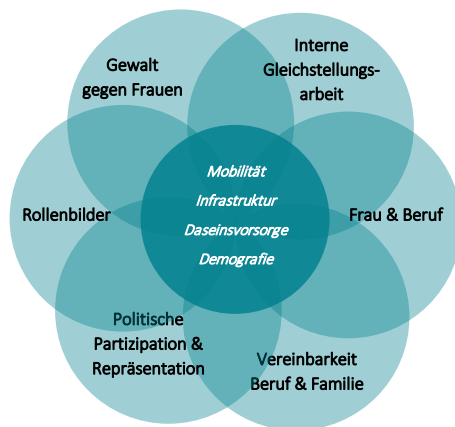 Gewalt
gegen Frauen
Interne
Gleichstellungs-
arbeit
Mobilität
Infrastruktur
Daseinsvorsorge
Demografie
Rollenbilder
Frau & Beruf
Politische
Partizipation &
Repräsentation
Vereinbarkeit
Beruf & Familie